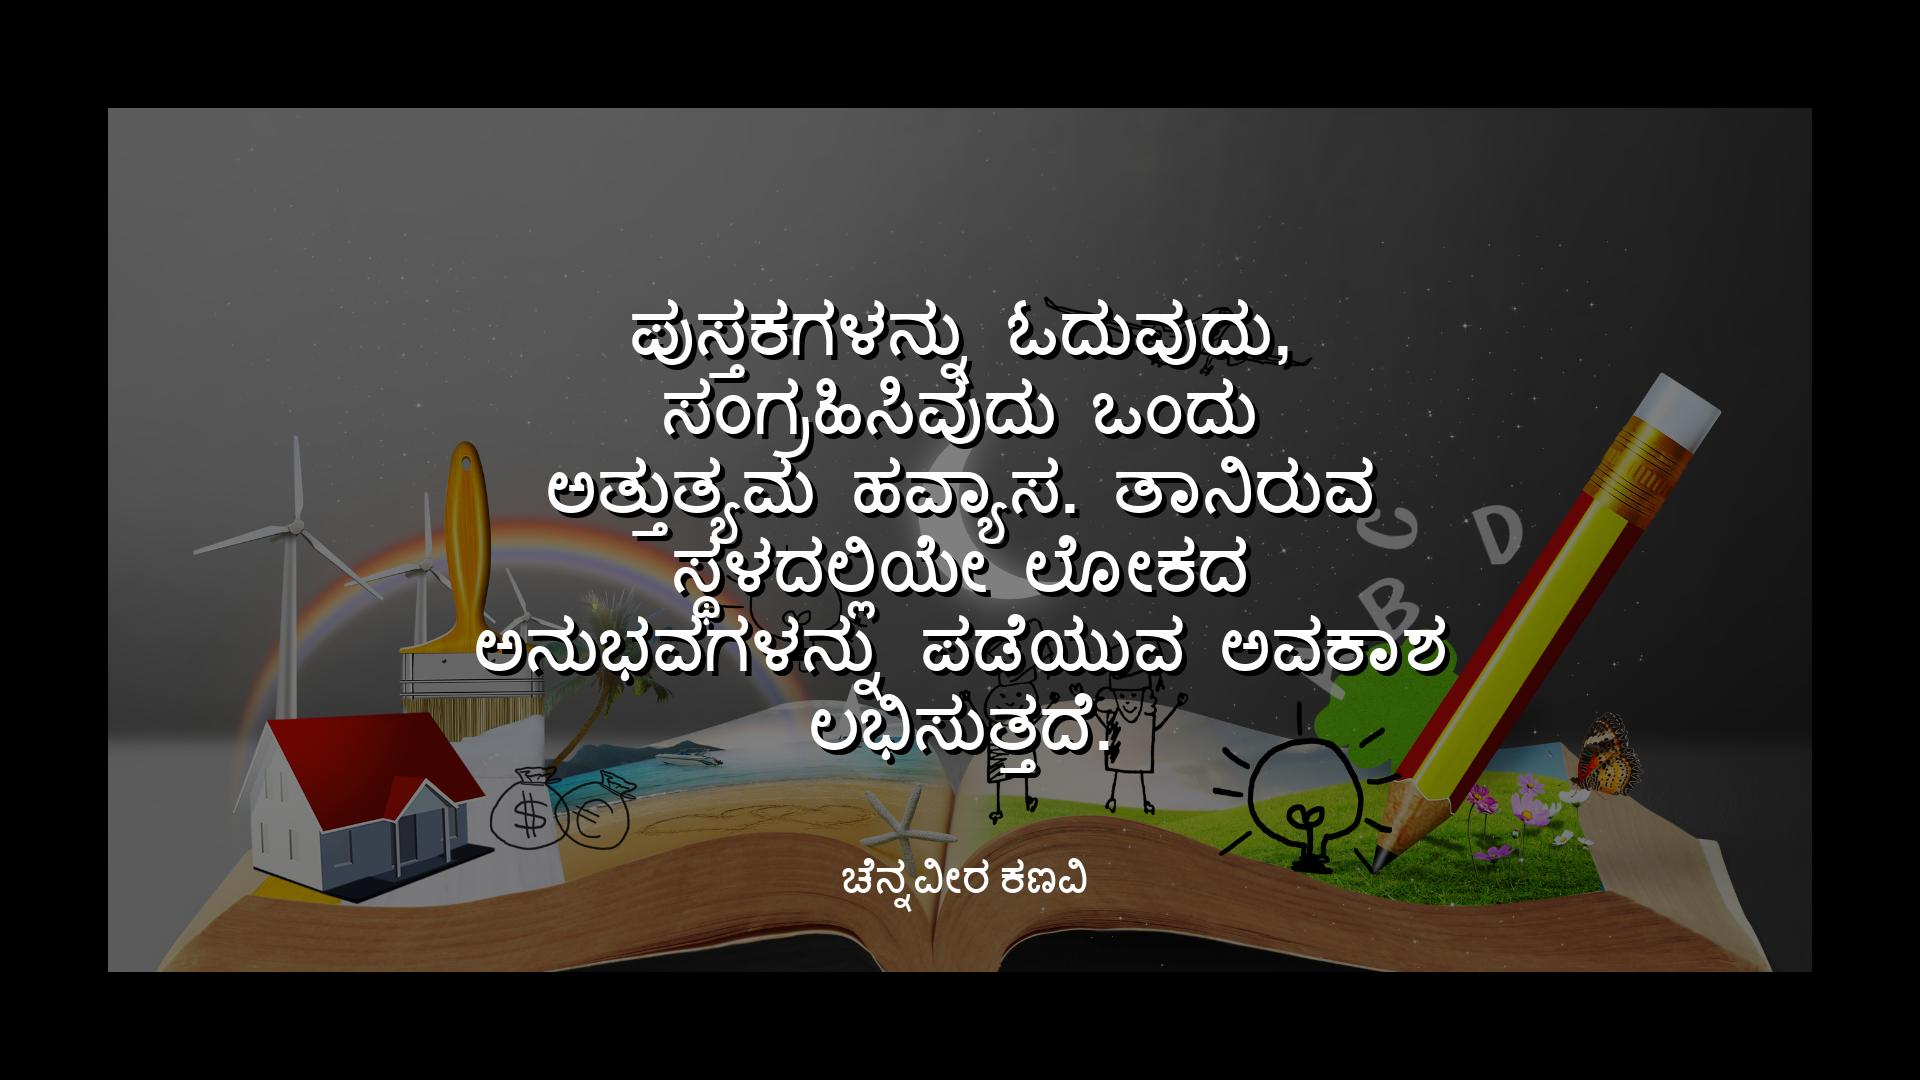 ಪುಸ್ತಕಗಳನ್ನು ಓದುವುದು,
ಸಂಗ್ರಹಿಸಿವುದು ಒಂದು
ಅತ್ತುತ್ಯಮ ಹವ್ಯಾಸ. ತಾನಿರುವ
ಸ್ಥಳದಲ್ಲಿಯೇ ಲೋಕದ
ಅನುಭವಗಳನ್ನು ಪಡೆಯುವ ಅವಕಾಶ
ಲಭಿಸುತ್ತದೆ.
ಚೆನ್ನವೀರ ಕಣವಿ
A B C D